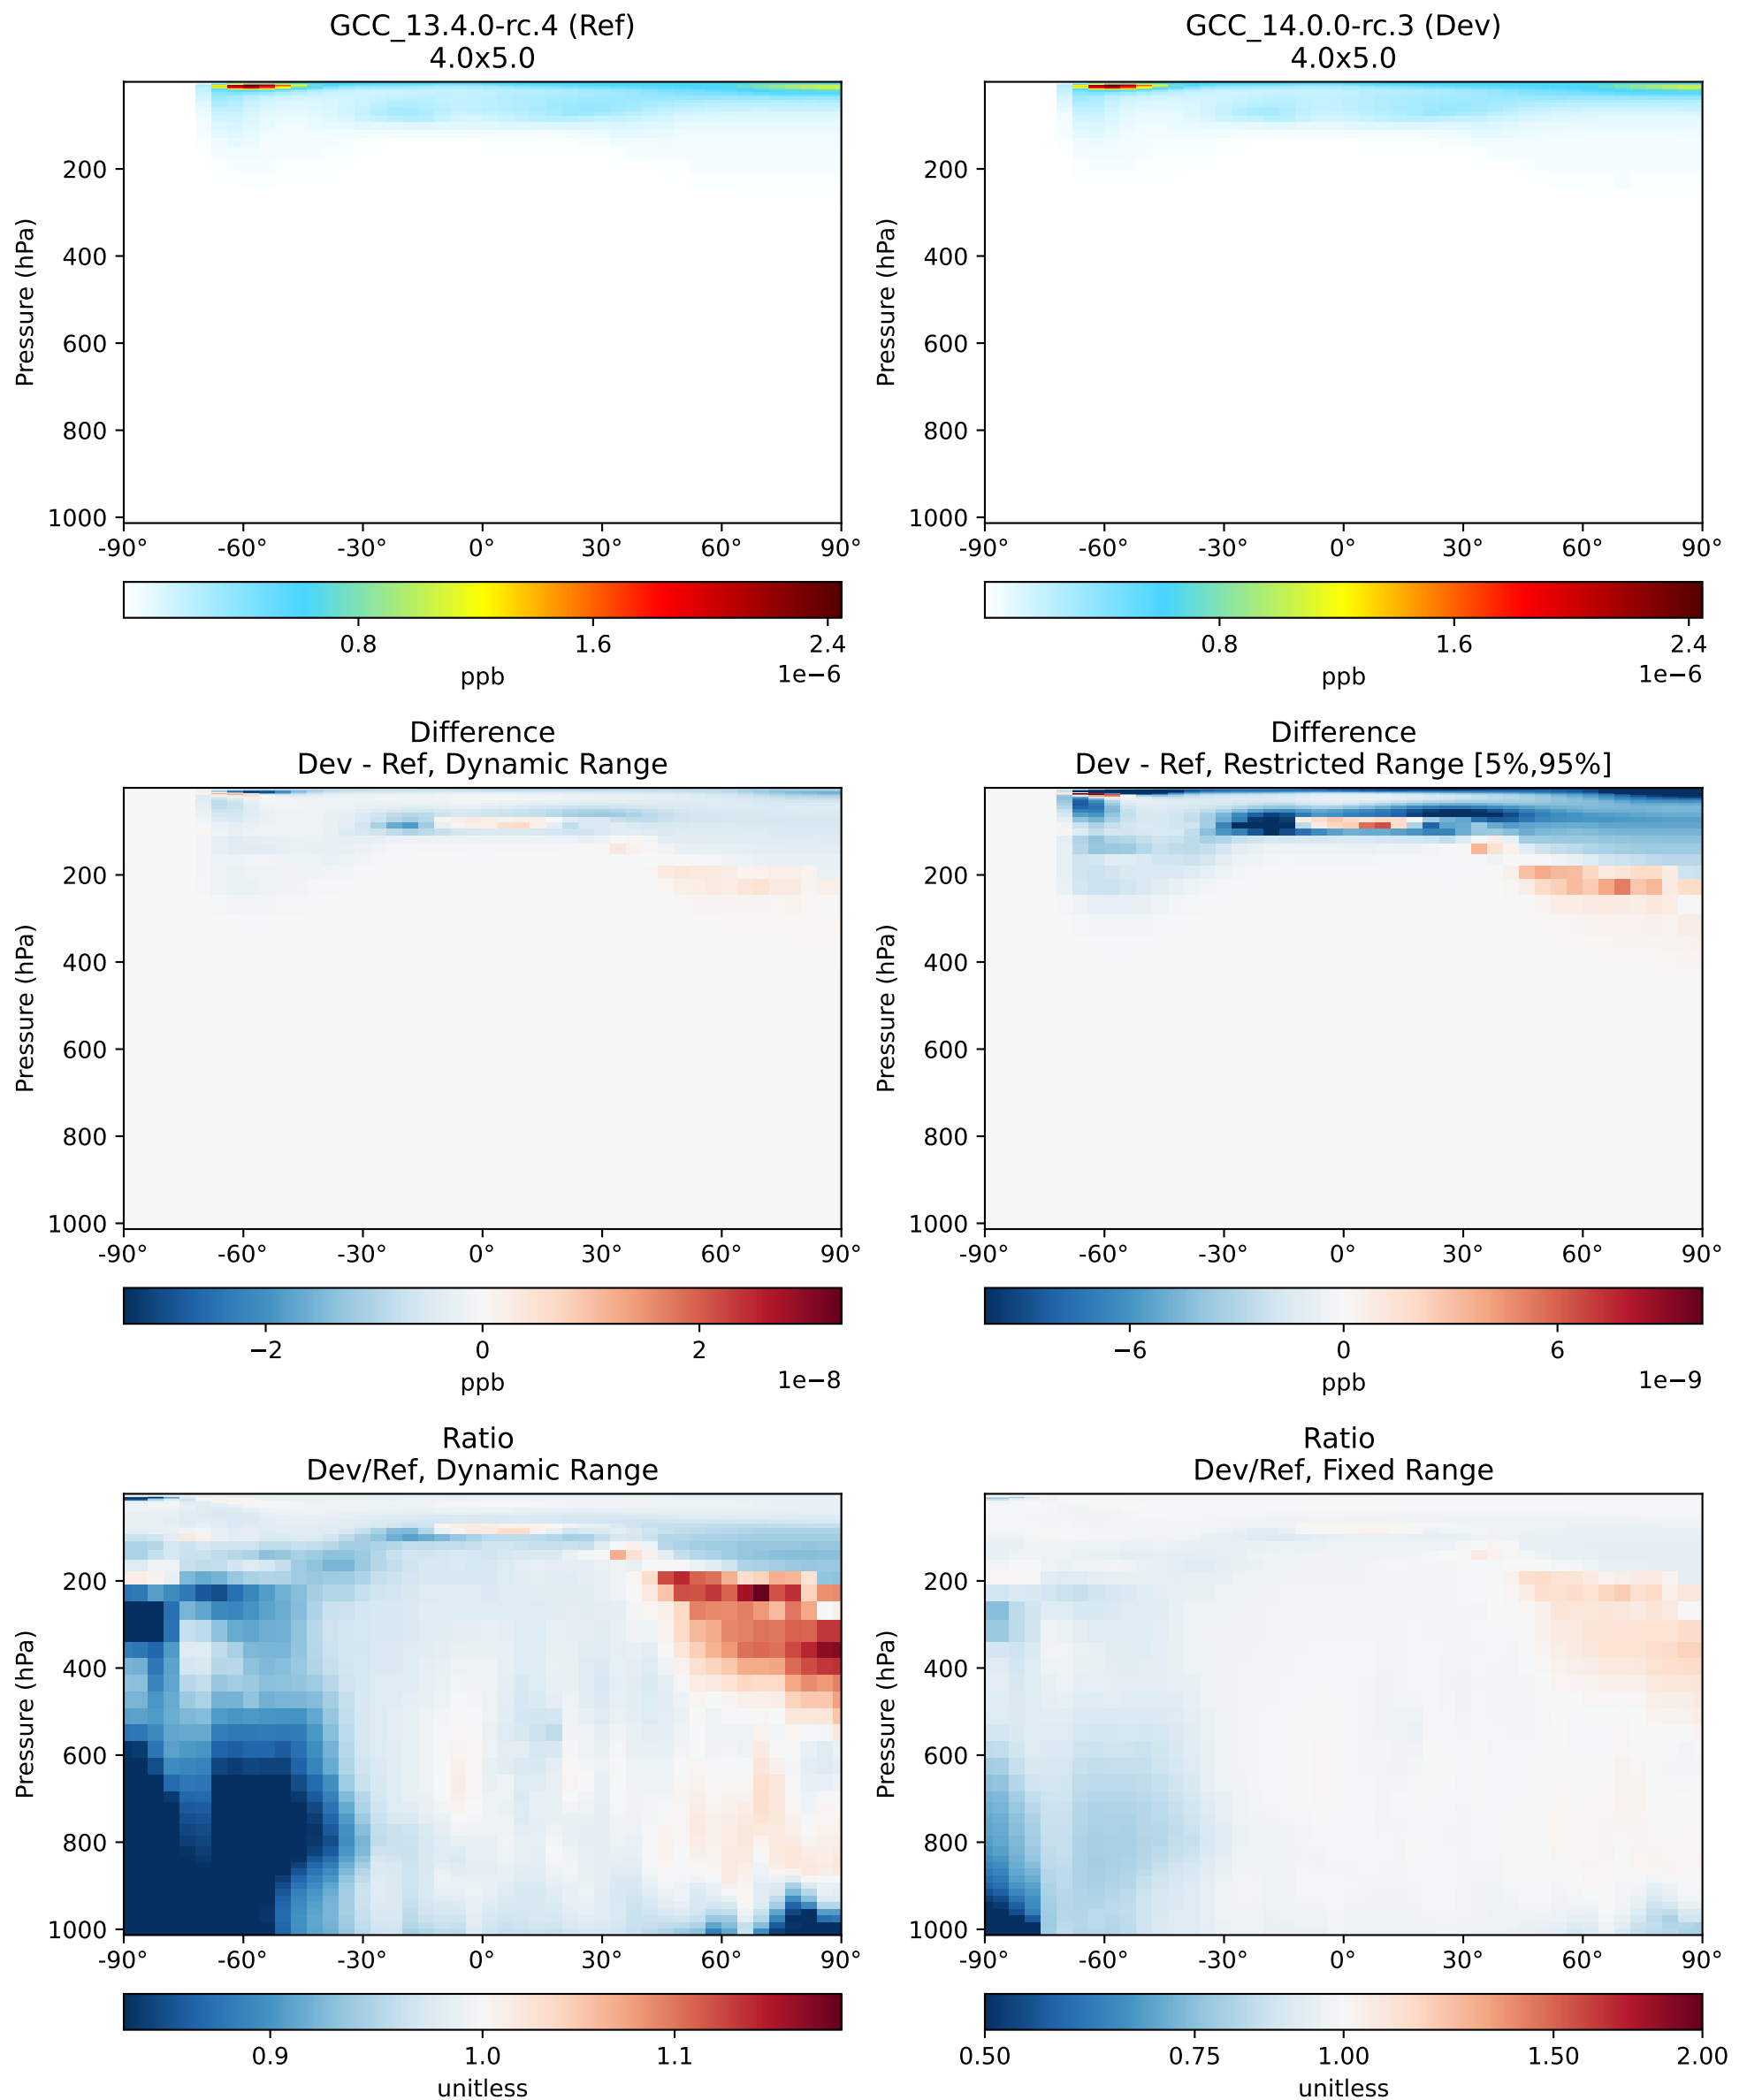 GCC_13.4.0-rc.4 (Ref)
4.0x5.0
Pressure (hPa)
200
400
600
800
1000
-90° -60° -30° 0° 30° 60° 90°
0.8 1.6 2.4
1e−6
ppb
GCC_14.0.0-rc.3 (Dev)
4.0x5.0
Pressure (hPa)
200
400
600
800
1000
-90° -60° -30° 0° 30° 60° 90°
0.8 1.6 2.4
1e−6
ppb
Difference
Dev - Ref, Dynamic Range
Pressure (hPa)
200
400
600
800
1000
-90° -60° -30° 0° 30° 60° 90°
−2 0 2
1e−8
ppb
Difference
Dev - Ref, Restricted Range [5%,95%]
Pressure (hPa)
200
400
600
800
1000
-90° -60° -30° 0° 30° 60° 90°
−6 0 6
1e−9
ppb
Ratio
Dev/Ref, Dynamic Range
Pressure (hPa)
200
400
600
800
1000
-90° -60° -30° 0° 30° 60° 90°
0.9 1.0 1.1
unitless
Ratio
Dev/Ref, Fixed Range
Pressure (hPa)
200
400
600
800
1000
-90° -60° -30° 0° 30° 60° 90°
0.50 0.75 1.00 1.50 2.00
unitless